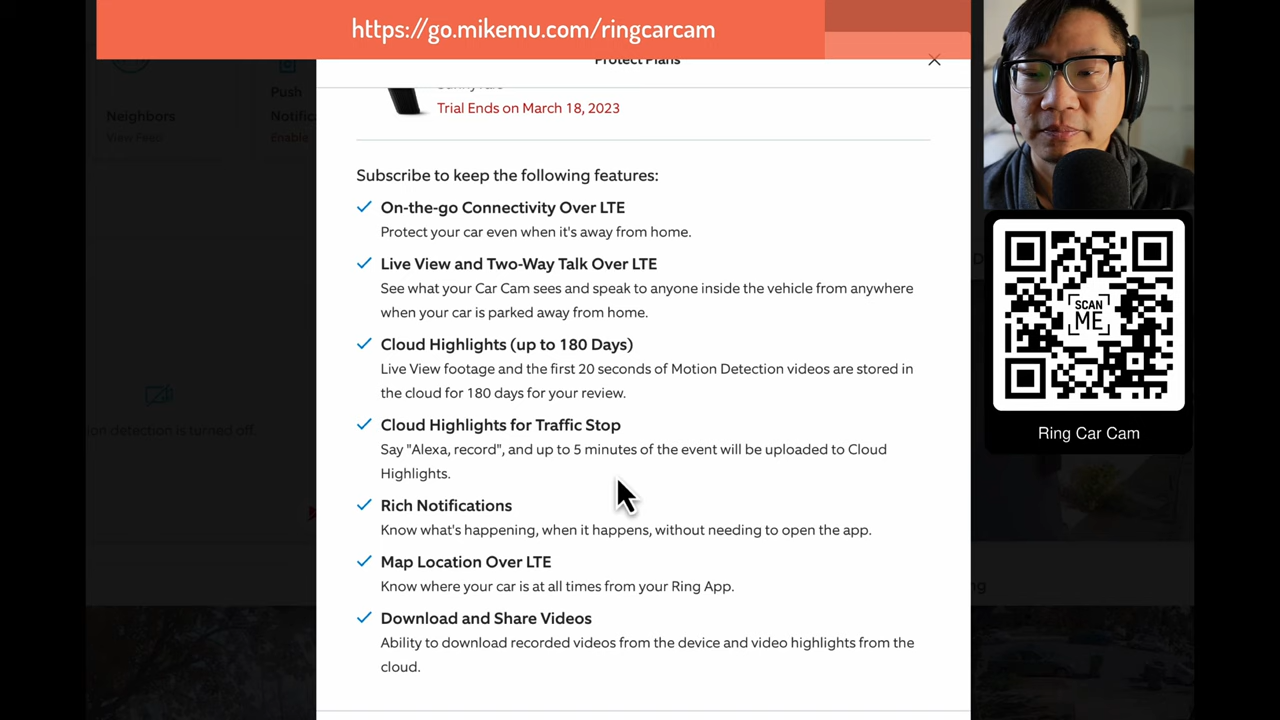 https://go.mikemu.com/ringcarcam
Protect Plans
Neighbors
View Feed
Push
Enable
Trial Ends on March 18, 2023
Subscribe to keep the following features:
On-the-go Connectivity Over LTE
Protect your car even when it's away from home.
Live View and Two-Way Talk Over LTE
See what your Car Cam sees and speak to anyone inside the vehicle from anywhere
when your car is parked away from home.
Cloud Highlights (up to 180 Days)
Live View footage and the first 20 seconds of Motion Detection videos are stored in
the cloud for 180 days for your review.
Cloud Highlights for Traffic Stop
Say "Alexa, record", and up to 5 minutes of the event will be uploaded to Cloud
Highlights.
Rich Notifications
Know what's happening, when it happens, without needing to open the app.
Map Location Over LTE
Know where your car is at all times from your Ring App.
Download and Share Videos
Ability to download recorded videos from the device and video highlights from the
cloud.
ion detection is turned off.
SCAN
ME
Ring Car Cam